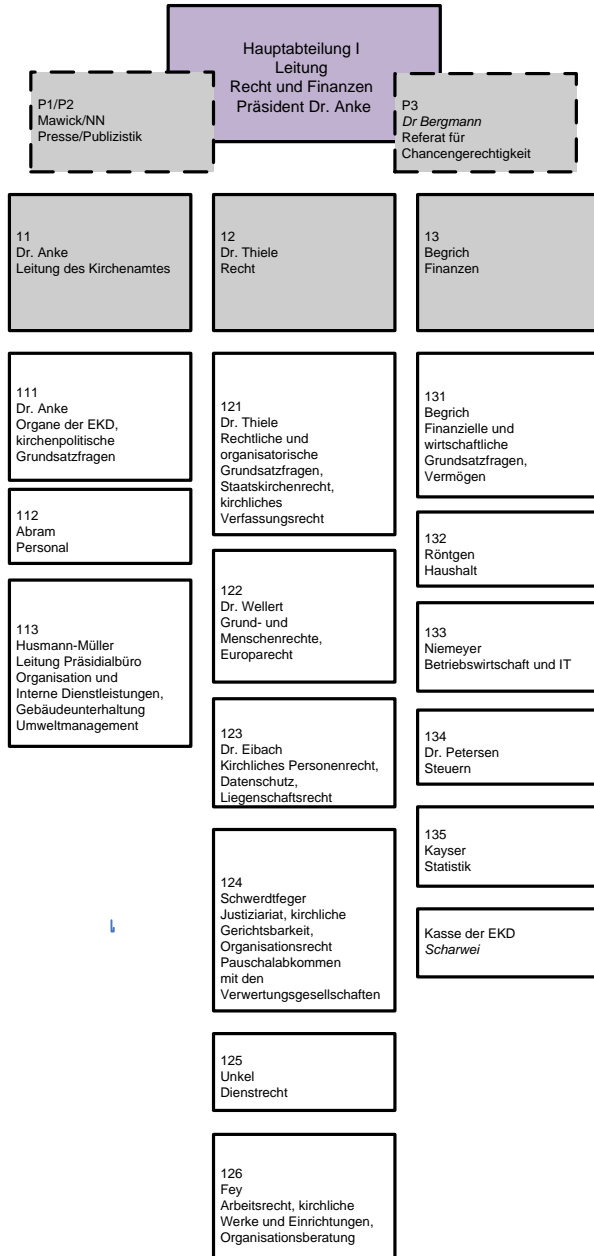 Hauptabteilung I
Leitung
Recht und Finanzen
Präsident Dr. Anke
P1/P2
Mawick/NN
Presse/Publizistik
P3
Dr Bergmann
Referat für
Chancengerechtigkeit
11
Dr. Anke
Leitung des Kirchenamtes
12
Dr. Thiele
Recht
13
Begrich
Finanzen
111
Dr. Anke
Organe der EKD,
kirchenpolitische
Grundsatzfragen
112
Abram
Personal
113
Husmann-Müller
Leitung Präsidialbüro
Organisation und
Interne Dienstleistungen,
Gebäudeunterhaltung
Umweltmanagement
121
Dr. Thiele
Rechtliche und
organisatorische
Grundsatzfragen,
Staatskirchenrecht,
kirchliches
Verfassungsrecht
122
Dr. Wellert
Grund- und
Menschenrechte,
Europarecht
123
Dr. Eibach
Kirchliches Personenrecht,
Datenschutz,
Liegenschaftsrecht
124
Schwerdtfeger
Justiziariat, kirchliche
Gerichtsbarkeit,
Organisationsrecht
Pauschalabkommen
mit den
Verwertungsgesellschaften
125
Unkel
Dienstrecht
126
Fey
Arbeitsrecht, kirchliche
Werke und Einrichtungen,
Organisationsberatung
131
Begrich
Finanzielle und
wirtschaftliche
Grundsatzfragen,
Vermögen
132
Röntgen
Haushalt
133
Niemeyer
Betriebswirtschaft und IT
134
Dr. Petersen
Steuern
135
Kayser
Statistik
Kasse der EKD
Scharwei